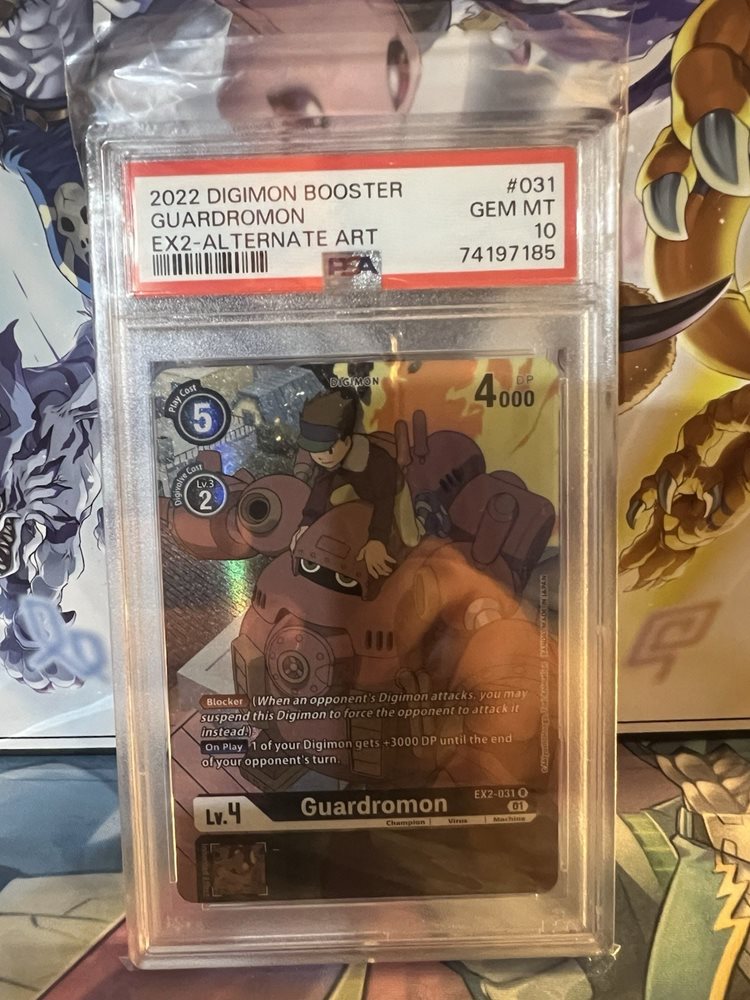 2022 DIGIMON BOOSTER #031
GUARDROMON GEM MT
EX2-ALTERNATE ART 10
74197185
PSA
Play Cost
5
DIGIMON
DP
4000
Digivolve Cost
Lv.3
2
Blocker (When an opponent's Digimon attacks, you may
suspend this Digimon to force the opponent to attack it
instead.)
On Play 1 of your Digimon gets +3000 DP until the end
of your opponent's turn.
EX2-031 R
Lv.4 Guardromon 01
Champion Virus Machine